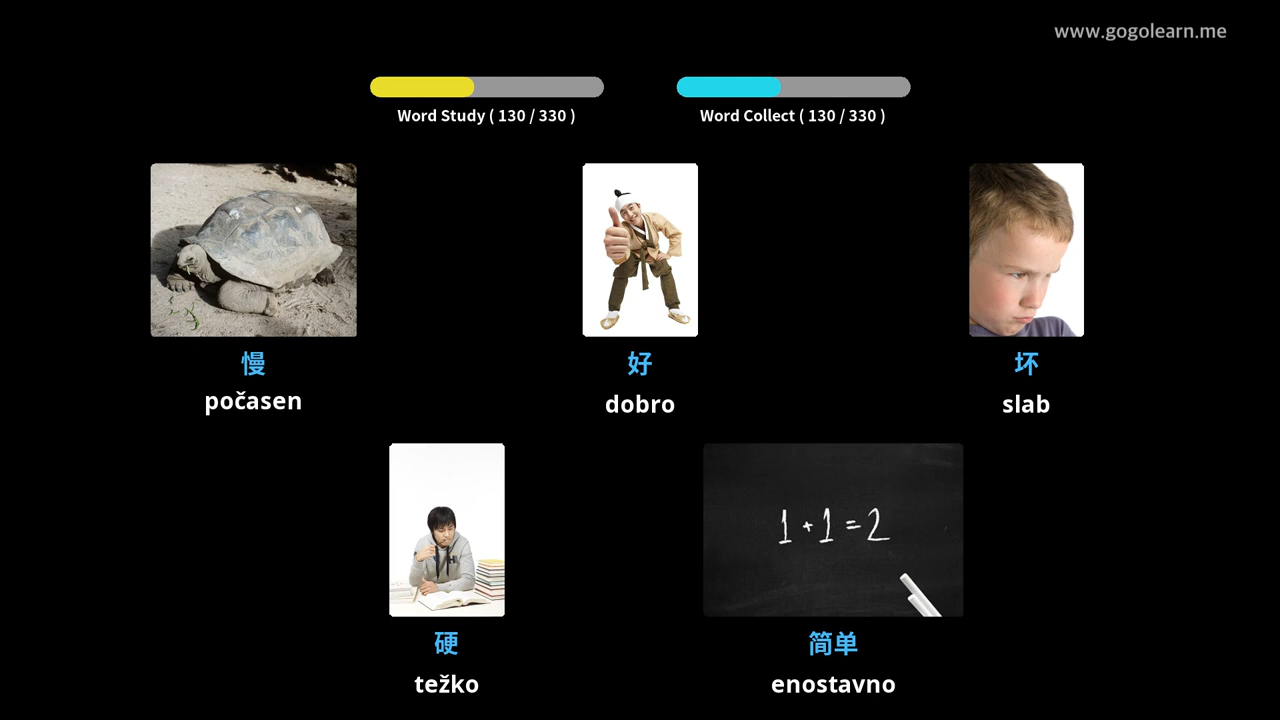 www.gogolearn.me
Word Study ( 130 / 330 )
Word Collect ( 130 / 330 )
慢
počasen
好
dobro
坏
slab
硬
težko
1 + 1 = 2
简单
enostavno